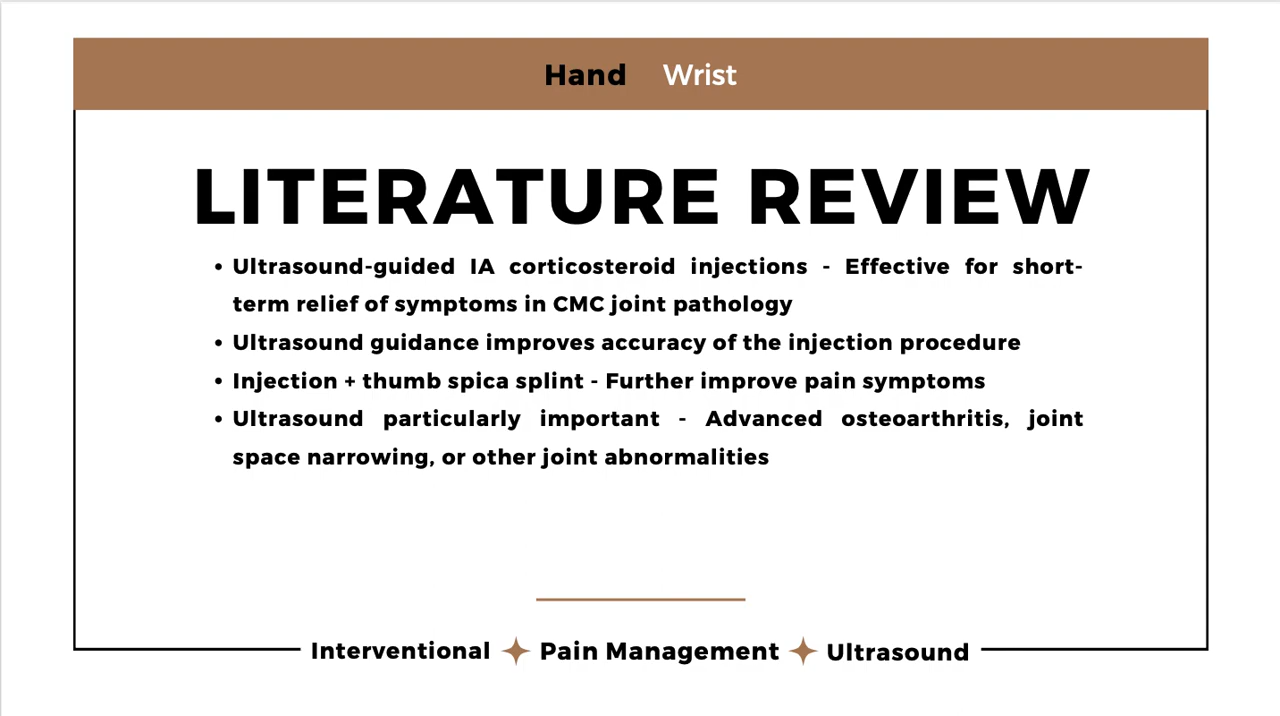 Hand Wrist
LITERATURE REVIEW
• Ultrasound-guided IA corticosteroid injections - Effective for short-
term relief of symptoms in CMC joint pathology
• Ultrasound guidance improves accuracy of the injection procedure
• Injection + thumb spica splint - Further improve pain symptoms
• Ultrasound particularly important - Advanced osteoarthritis, joint
space narrowing, or other joint abnormalities
Interventional Pain Management Ultrasound